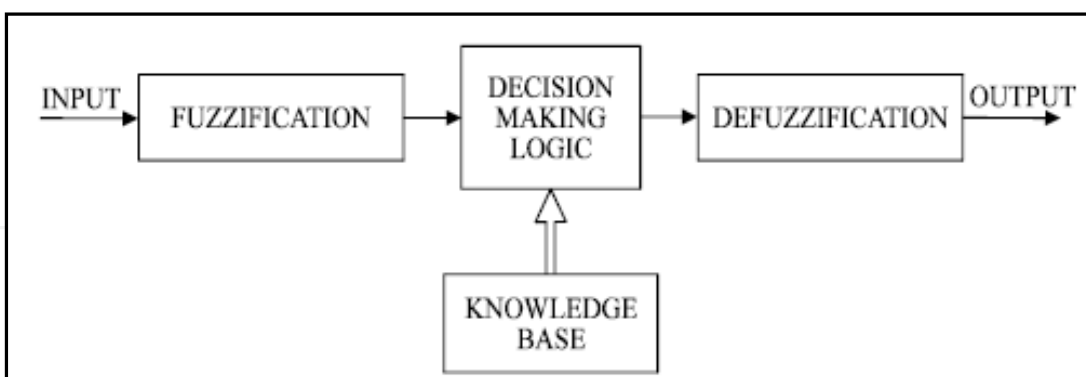 INPUT
FUZZIFICATION
DECISION
MAKING
LOGIC
DEFUZZIFICATION
OUTPUT
KNOWLEDGE
BASE